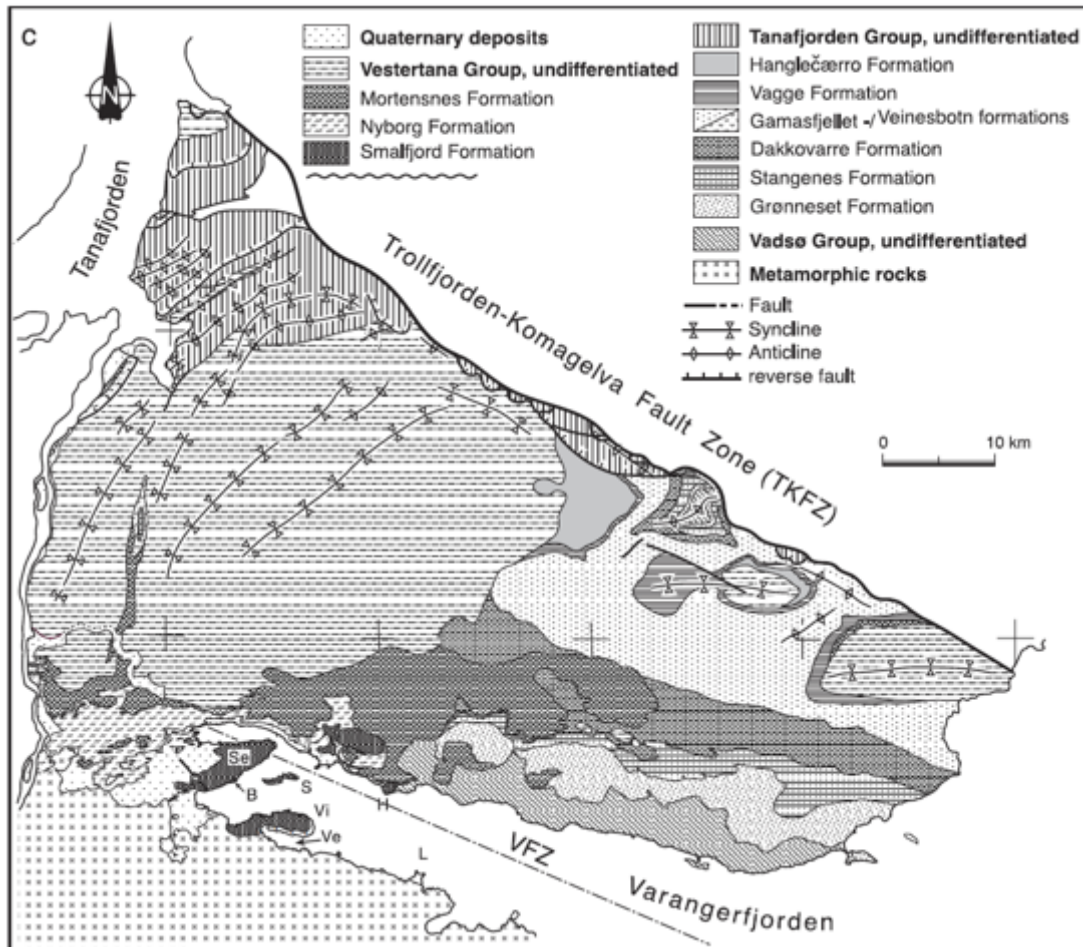 C
N
Quaternary deposits
Vestertana Group, undifferentiated
Mortensnes Formation
Nyborg Formation
Smalfjord Formation
Tanafjorden Group, undifferentiated
Hanglečærro Formation
Vagge Formation
Gamasfjellet -/ Veinesbotn formations
Dakkovarre Formation
Stangenes Formation
Grønneset Formation
Vadsø Group, undifferentiated
Metamorphic rocks
Fault
Syncline
Anticline
reverse fault
Tanafjorden
Trollfjorden-Komagelva Fault Zone (TKFZ)
0 10 km
Se
B
S
Vi
Ve
H
L
VFZ
Varangerfjorden